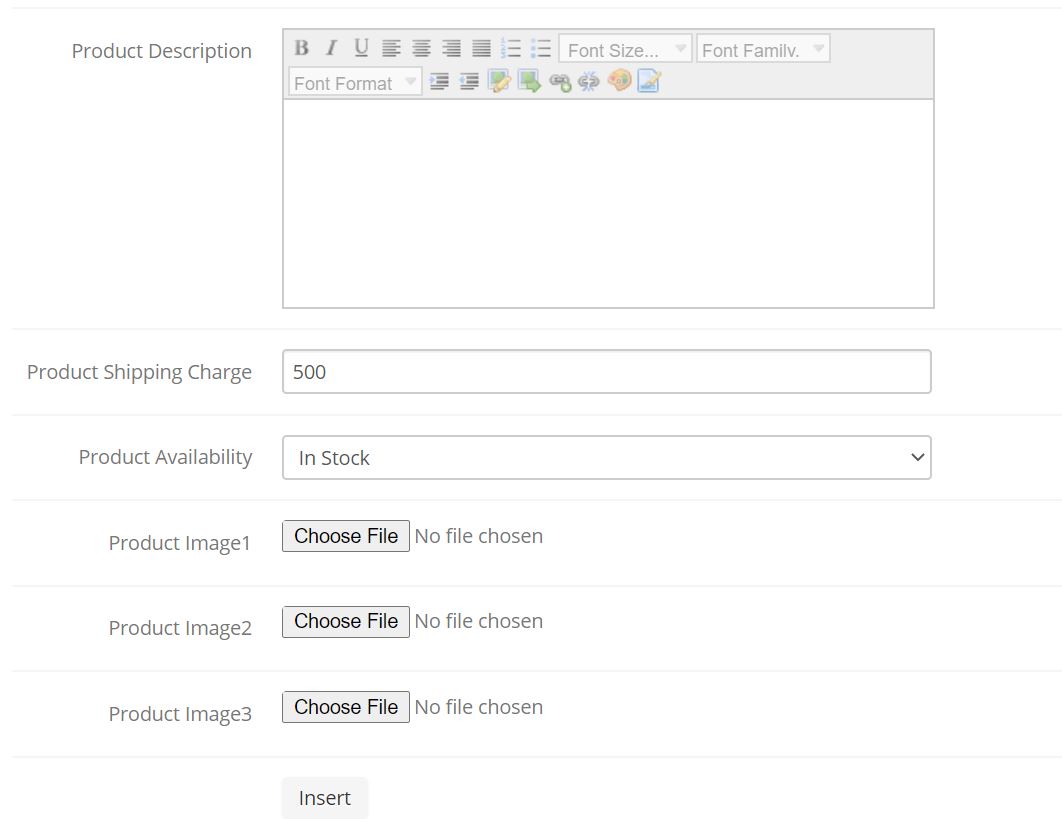 Product Description
B I U Font Size... Font Family.
Font Format
Product Shipping Charge 500
Product Availability In Stock
Product Image1 Choose File No file chosen
Product Image2 Choose File No file chosen
Product Image3 Choose File No file chosen
Insert